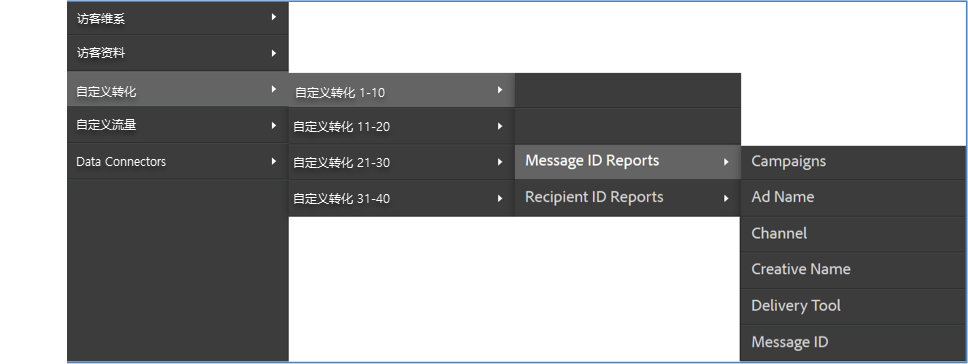 访客维系
访客资料
自定义转化
自定义流量
Data Connectors
自定义转化 1-10
自定义转化 11-20
自定义转化 21-30
自定义转化 31-40
Message ID Reports
Recipient ID Reports
Campaigns
Ad Name
Channel
Creative Name
Delivery Tool
Message ID